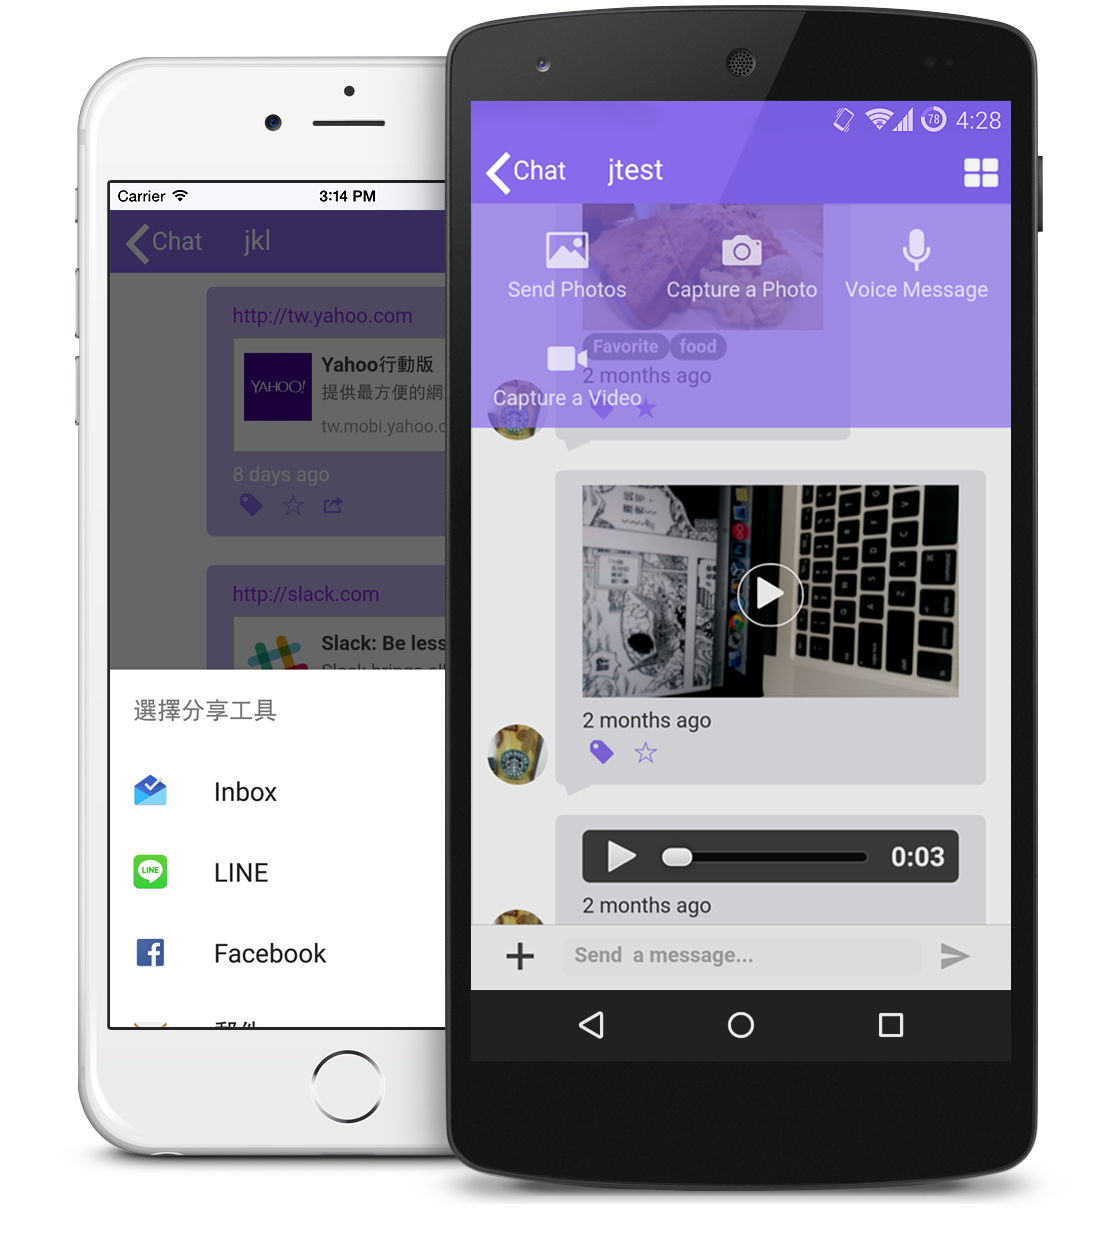 Carrier
3:14 PM
Chat
jkl
http://tw.yahoo.com
YAHOO!
Yahoo行動版
提供最方便的網
tw.mobi.yahoo.c
8 days ago
http://slack.com
Slack: Be less
選擇分享工具
Inbox
LINE
LINE
Facebook
78
4:28
Chat
jtest
Send Photos
Capture a Photo
Voice Message
Favorite
food
2 months ago
Capture a Video
2 months ago
0:03
2 months ago
Send a message...